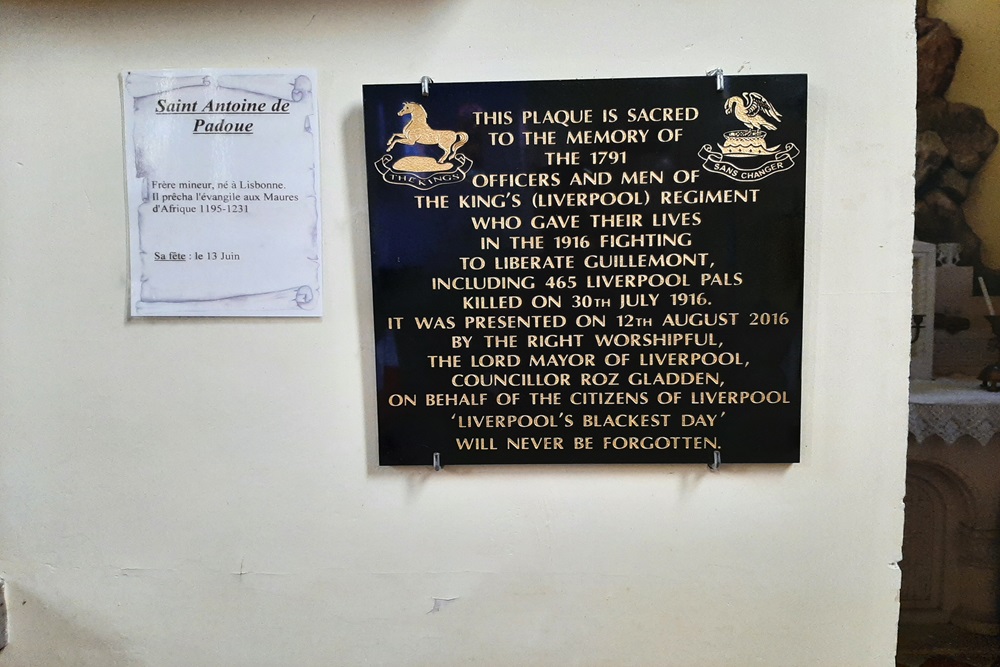 Saint Antoine de
Padoue
Frère mineur, né à Lisbonne.
Il prêcha l'évangile aux Maures
d'Afrique 1195-1231
Sa fête : le 13 Juin
THE KINGS
SANS CHANGER
THIS PLAQUE IS SACRED
TO THE MEMORY OF
THE 1791
OFFICERS AND MEN OF
THE KING'S (LIVERPOOL) REGIMENT
WHO GAVE THEIR LIVES
IN THE 1916 FIGHTING
TO LIBERATE GUILLEMONT,
INCLUDING 465 LIVERPOOL PALS
KILLED ON 30TH JULY 1916.
IT WAS PRESENTED ON 12TH AUGUST 2016
BY THE RIGHT WORSHIPFUL,
THE LORD MAYOR OF LIVERPOOL,
COUNCILLOR ROZ GLADDEN,
ON BEHALF OF THE CITIZENS OF LIVERPOOL
'LIVERPOOL'S BLACKEST DAY'
WILL NEVER BE FORGOTTEN.